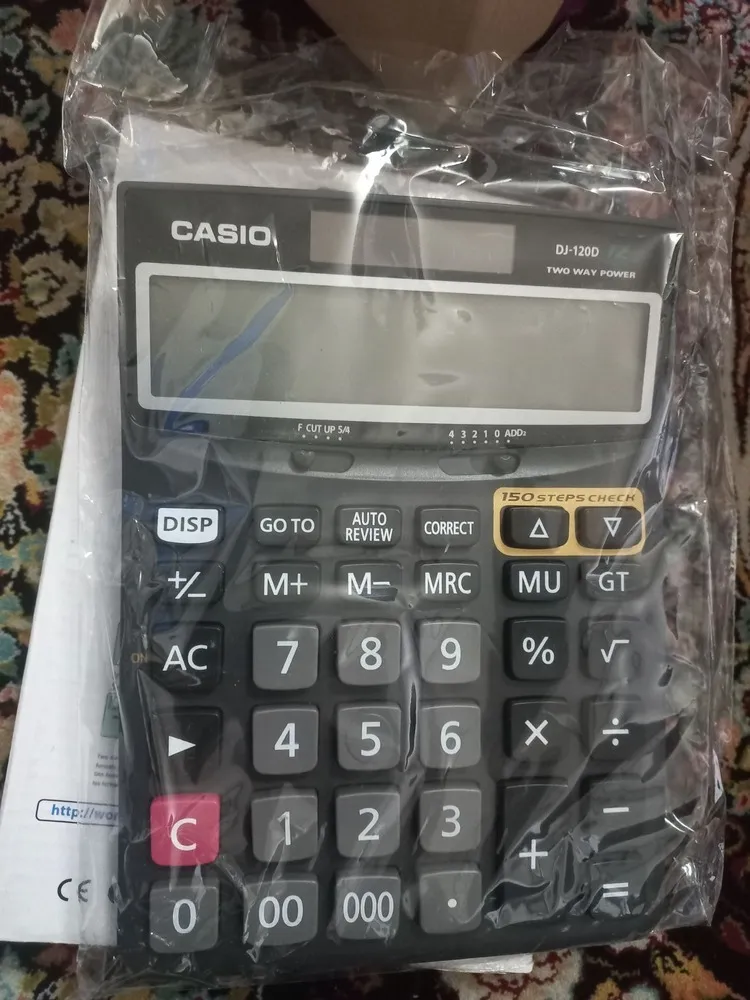 CASIO
DJ-120D
TWO WAY POWER
F CUT UP 5/4
4 3 2 1 0 ADD₂
150 STEPS CHECK
DISP GO TO AUTO REVIEW CORRECT △ ▽
+/− M+ M− MRC MU GT
ON
AC 7 8 9 % √
► 4 5 6 × ÷
C 1 2 3 + −
0 00 000 · =
http://wor
CE